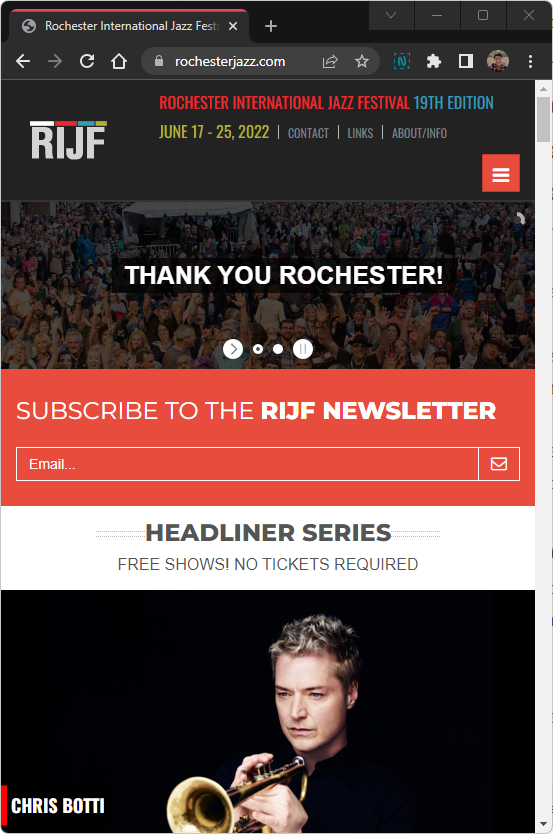 Rochester International Jazz Festi
rochesterjazz.com
N
ROCHESTER INTERNATIONAL JAZZ FESTIVAL 19TH EDITION
JUNE 17 - 25, 2022 | CONTACT | LINKS | ABOUT/INFO
RIJF
THANK YOU ROCHESTER!
SUBSCRIBE TO THE RIJF NEWSLETTER
Email...
HEADLINER SERIES
FREE SHOWS! NO TICKETS REQUIRED
CHRIS BOTTI